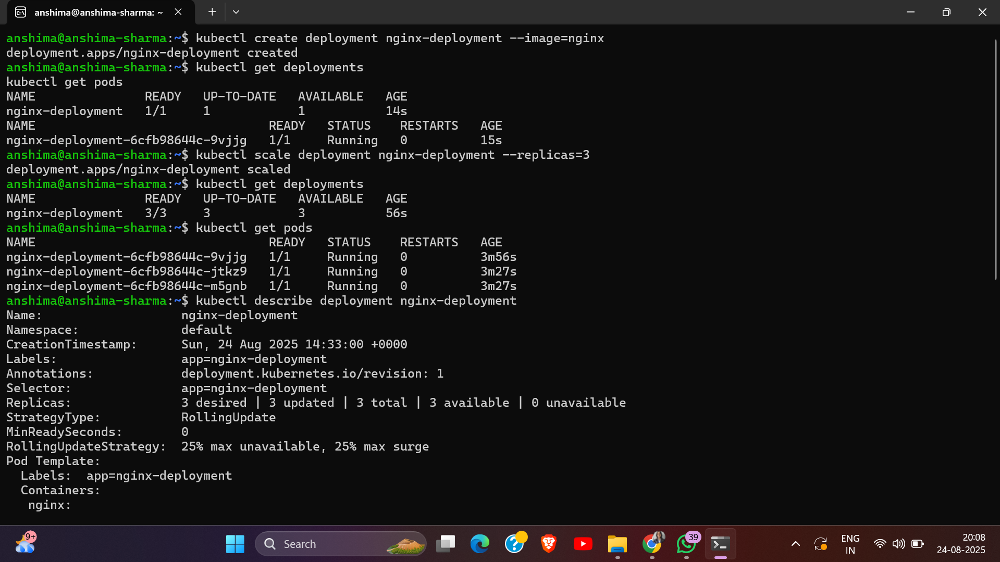 anshima@anshima-sharma: ~
anshima@anshima-sharma:~$ kubectl create deployment nginx-deployment --image=nginx
deployment.apps/nginx-deployment created
anshima@anshima-sharma:~$ kubectl get deployments
kubectl get pods
NAME               READY   UP-TO-DATE   AVAILABLE   AGE
nginx-deployment   1/1     1            1           14s
NAME                                READY   STATUS    RESTARTS   AGE
nginx-deployment-6cfb98644c-9vjjg   1/1     Running   0          15s
anshima@anshima-sharma:~$ kubectl scale deployment nginx-deployment --replicas=3
deployment.apps/nginx-deployment scaled
anshima@anshima-sharma:~$ kubectl get deployments
NAME               READY   UP-TO-DATE   AVAILABLE   AGE
nginx-deployment   3/3     3            3           56s
anshima@anshima-sharma:~$ kubectl get pods
NAME                                READY   STATUS    RESTARTS   AGE
nginx-deployment-6cfb98644c-9vjjg   1/1     Running   0          3m56s
nginx-deployment-6cfb98644c-jtkz9   1/1     Running   0          3m27s
nginx-deployment-6cfb98644c-m5gnb   1/1     Running   0          3m27s
anshima@anshima-sharma:~$ kubectl describe deployment nginx-deployment
Name:                   nginx-deployment
Namespace:              default
CreationTimestamp:      Sun, 24 Aug 2025 14:33:00 +0000
Labels:                 app=nginx-deployment
Annotations:            deployment.kubernetes.io/revision: 1
Selector:               app=nginx-deployment
Replicas:               3 desired | 3 updated | 3 total | 3 available | 0 unavailable
StrategyType:           RollingUpdate
MinReadySeconds:        0
RollingUpdateStrategy:  25% max unavailable, 25% max surge
Pod Template:
  Labels:  app=nginx-deployment
  Containers:
   nginx:
9+
Search
39
ENG
IN
20:08
24-08-2025